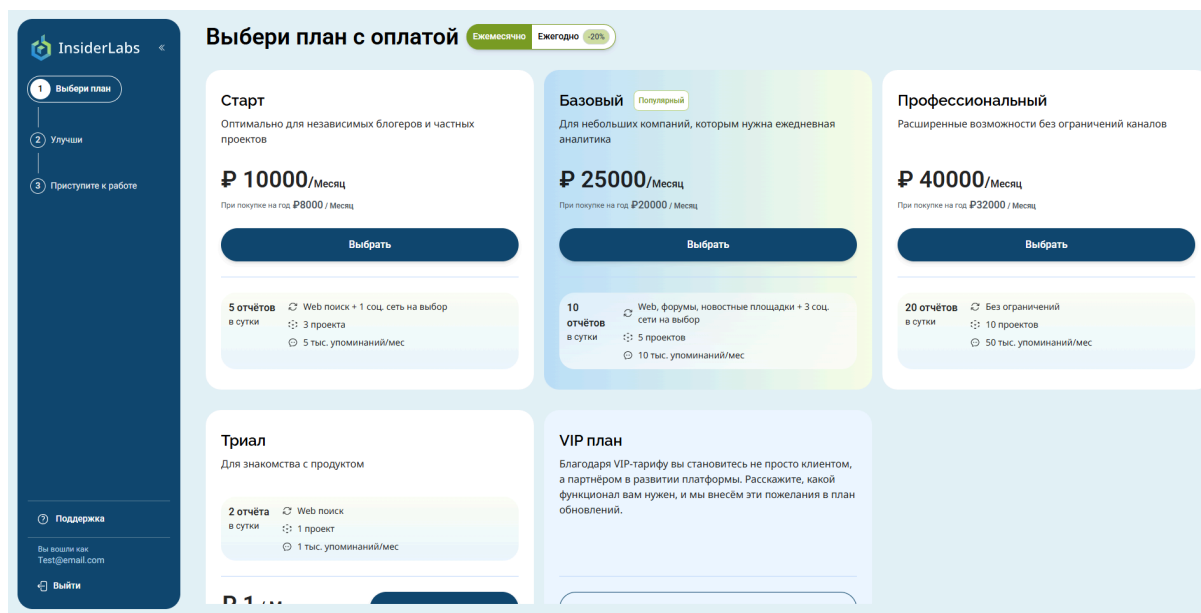 InsiderLabs «
1 Выбери план
2 Улучши
3 Приступите к работе
Поддержка
Вы вошли как
Test@email.com
Выйти
Выбери план с оплатой Ежемесячно Ежегодно -20%
Старт
Оптимально для независимых блогеров и частных
проектов
₽ 10000/Месяц
При покупке на год ₽8000 / Месяц
Выбрать
5 отчётов
в сутки
Web поиск + 1 соц. сеть на выбор
3 проекта
5 тыс. упоминаний/мес
Базовый Популярный
Для небольших компаний, которым нужна ежедневная
аналитика
₽ 25000/Месяц
При покупке на год ₽20000 / Месяц
Выбрать
10
отчётов
в сутки
Web, форумы, новостные площадки + 3 соц.
сети на выбор
5 проектов
10 тыс. упоминаний/мес
Профессиональный
Расширенные возможности без ограничений каналов
₽ 40000/Месяц
При покупке на год ₽32000 / Месяц
Выбрать
20 отчётов
в сутки
Без ограничений
10 проектов
50 тыс. упоминаний/мес
Триал
Для знакомства с продуктом
2 отчёта
в сутки
Web поиск
1 проект
1 тыс. упоминаний/мес
VIP план
Благодаря VIP-тарифу вы становитесь не просто клиентом,
а партнёром в развитии платформы. Расскажите, какой
функционал вам нужен, и мы внесём эти пожелания в план
обновлений.